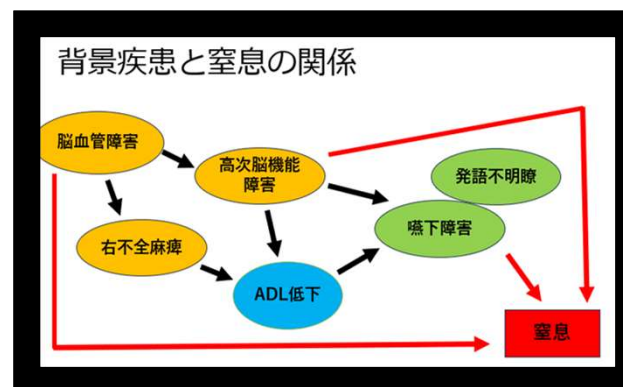 背景疾患と窒息の関係
脳血管障害
高次脳機能
障害
発語不明瞭
嚥下障害
右不全麻痺
ADL低下
窒息